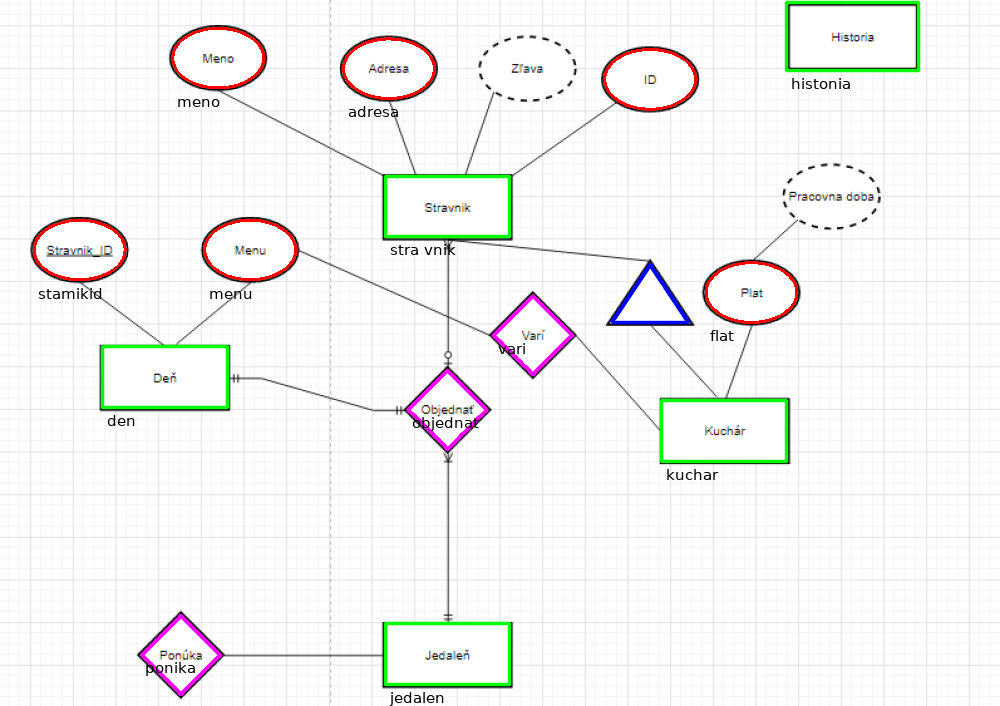 Historia
histonia
Meno
meno
Adresa
adresa
Zľava
ID
Stravnik
stra vnik
Pracovna doba
Stravnik_ID
stamikid
Menu
menu
Plat
flat
Varí
vari
Deň
den
Objednať
objednat
Kuchár
kuchar
Ponúka
ponika
Jedaleň
jedalen